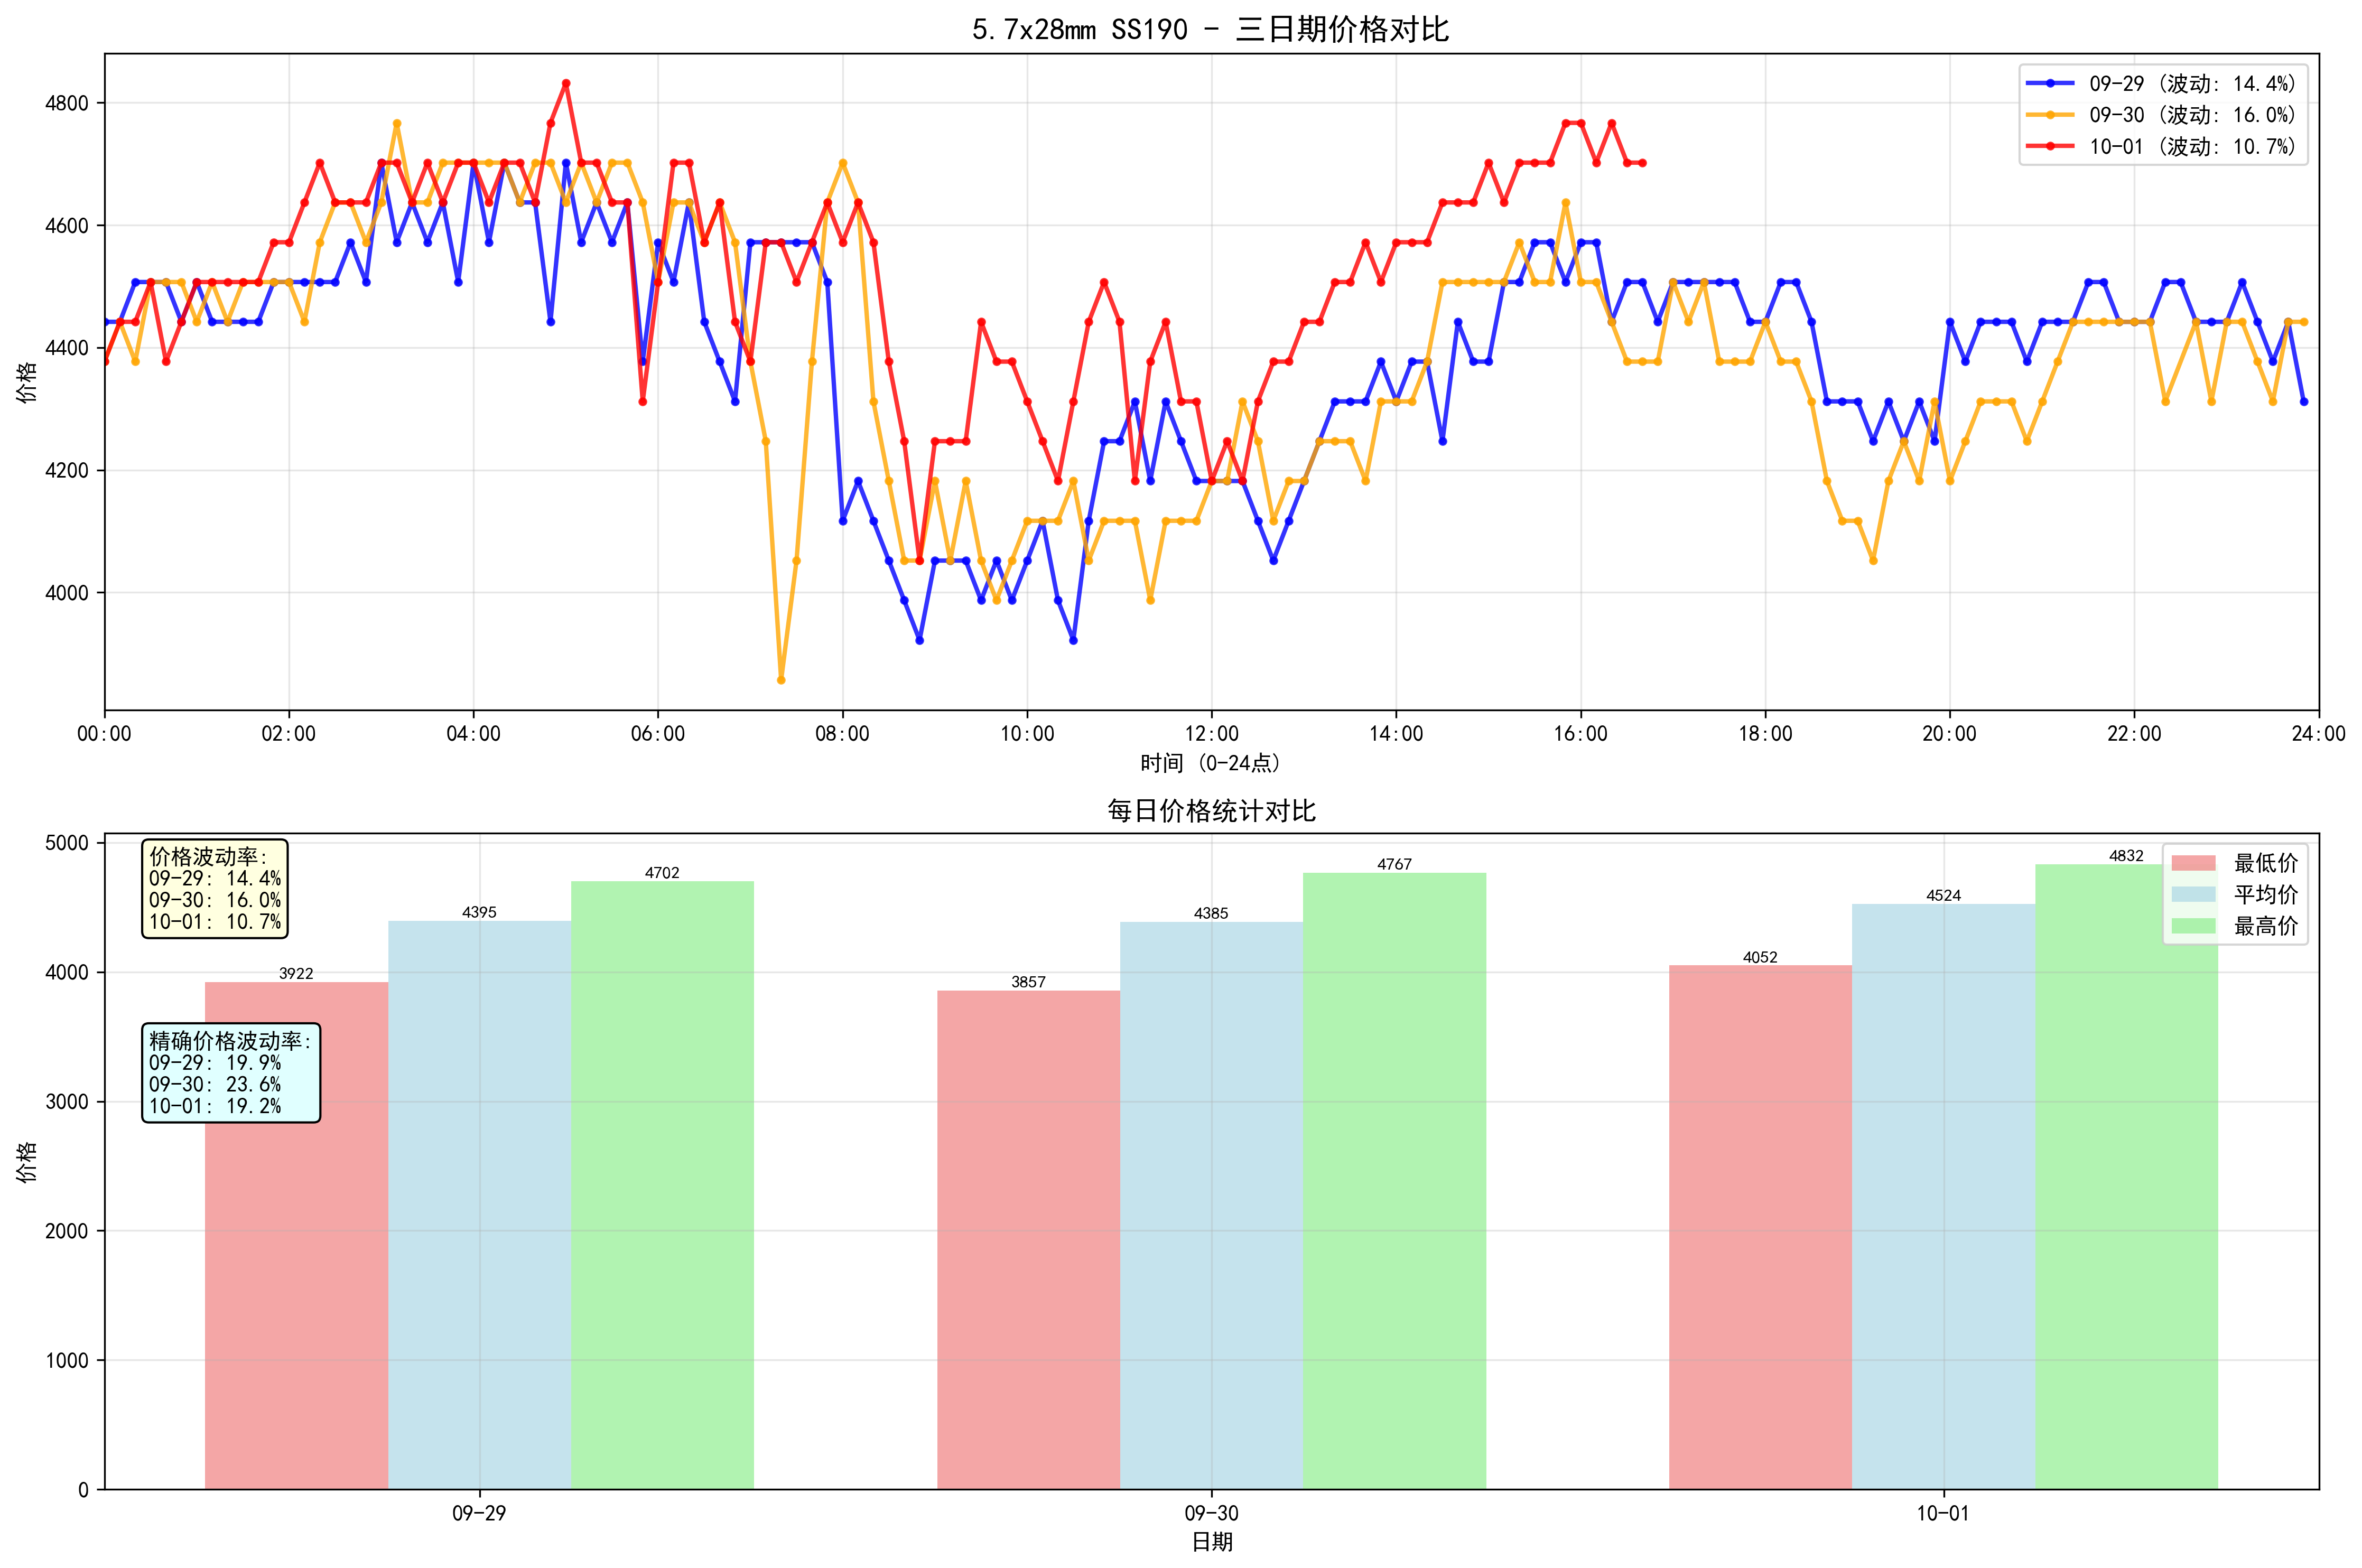 5.7x28mm SS190 - 三日期价格对比
09-29 (波动: 14.4%)
09-30 (波动: 16.0%)
10-01 (波动: 10.7%)
价格
4800
4600
4400
4200
4000
00:00 02:00 04:00 06:00 08:00 10:00 12:00 14:00 16:00 18:00 20:00 22:00 24:00
时间 (0-24点)
每日价格统计对比
价格
5000
4000
3000
2000
1000
0
价格波动率:
09-29: 14.4%
09-30: 16.0%
10-01: 10.7%
精确价格波动率:
09-29: 19.9%
09-30: 23.6%
10-01: 19.2%
3922
4395
4702
3857
4385
4767
4052
4524
4832
最低价
平均价
最高价
09-29 09-30 10-01
日期